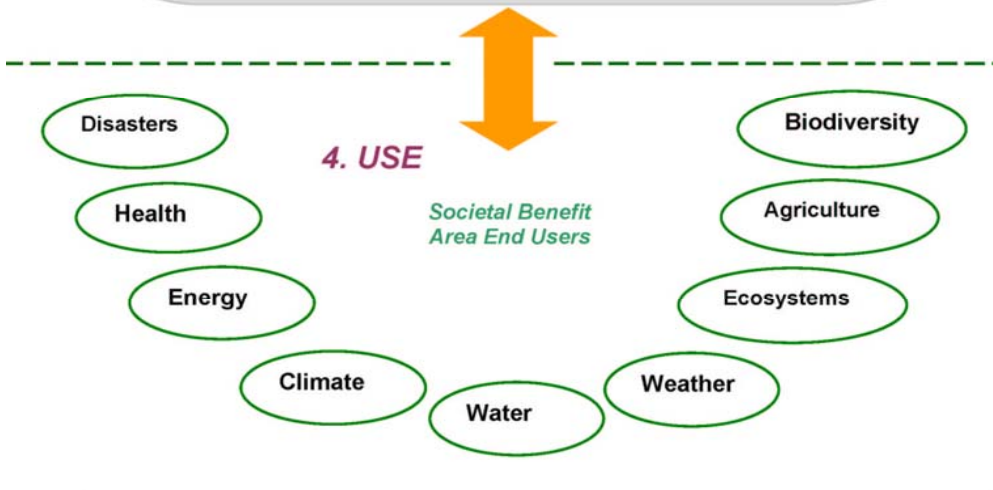 Disasters
Biodiversity
4. USE
Health
Societal Benefit
Area End Users
Agriculture
Energy
Ecosystems
Climate
Weather
Water